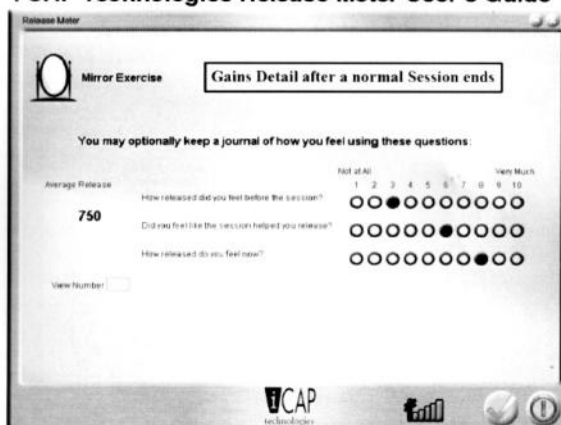 iCAP Technologies Release Meter User's Guide
Release Meter
Mirror Exercise
Gains Detail after a normal Session ends
You may optionally keep a journal of how you feel using these questions:
Not at All Very Much
1 2 3 4 5 6 7 8 9 10
Average Release
750
How released did you feel before the session?
Did you feel like the session helped you release?
How released do you feel now?
View Number
iCAP
technologies